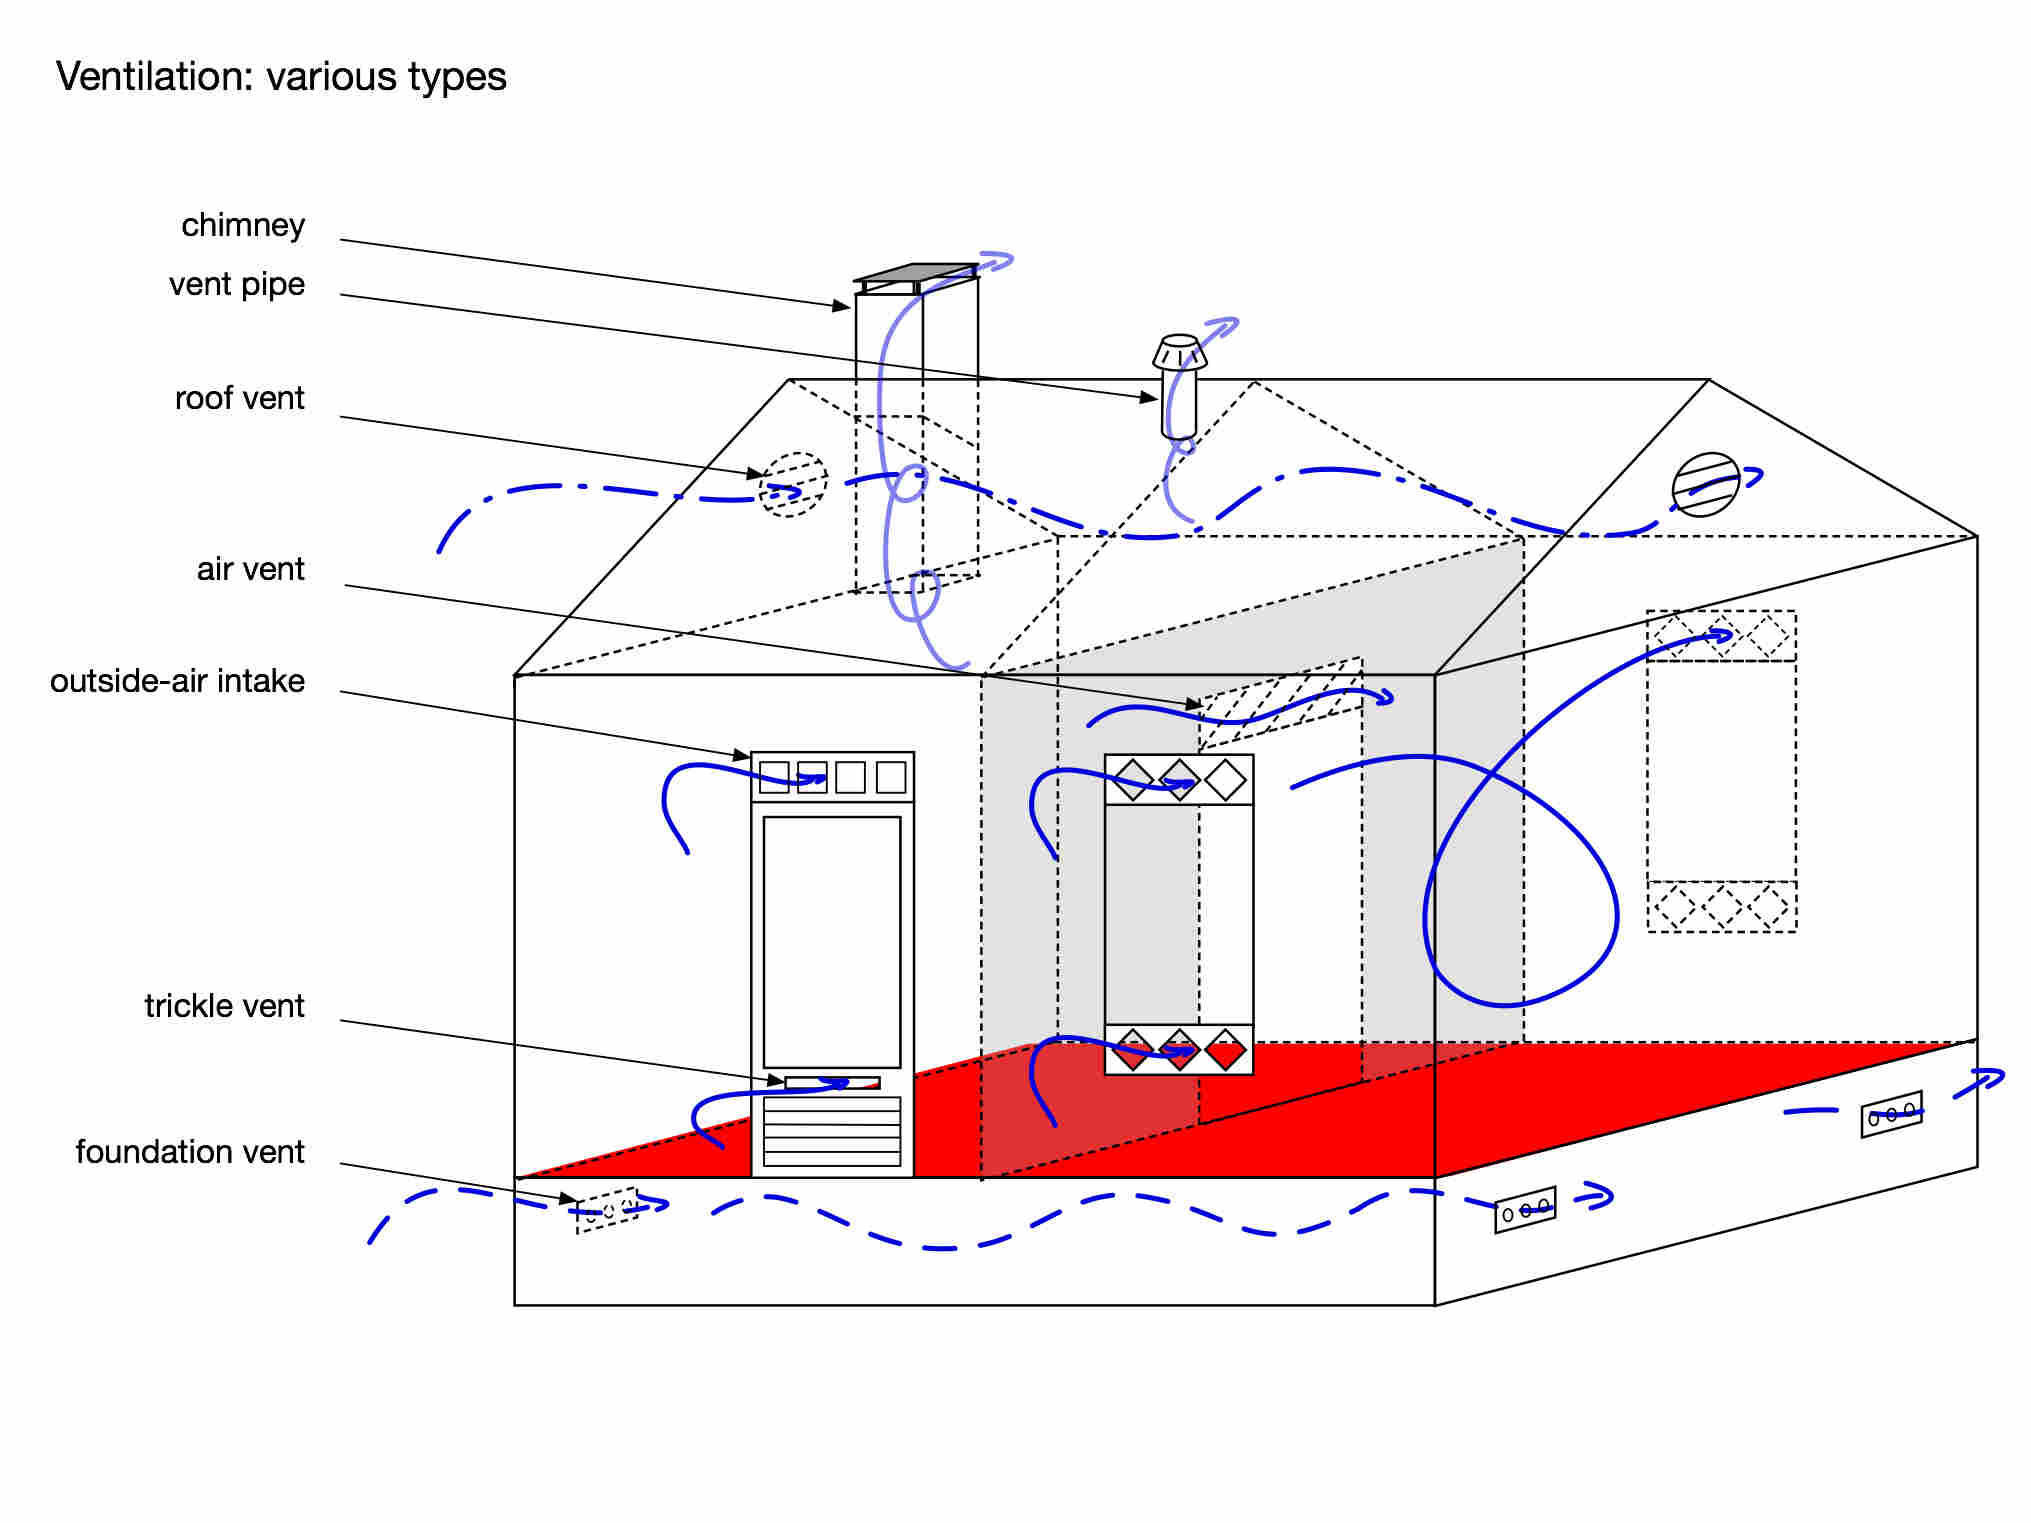 Ventilation: various types
chimney
vent pipe
roof vent
air vent
outside-air intake
trickle vent
foundation vent